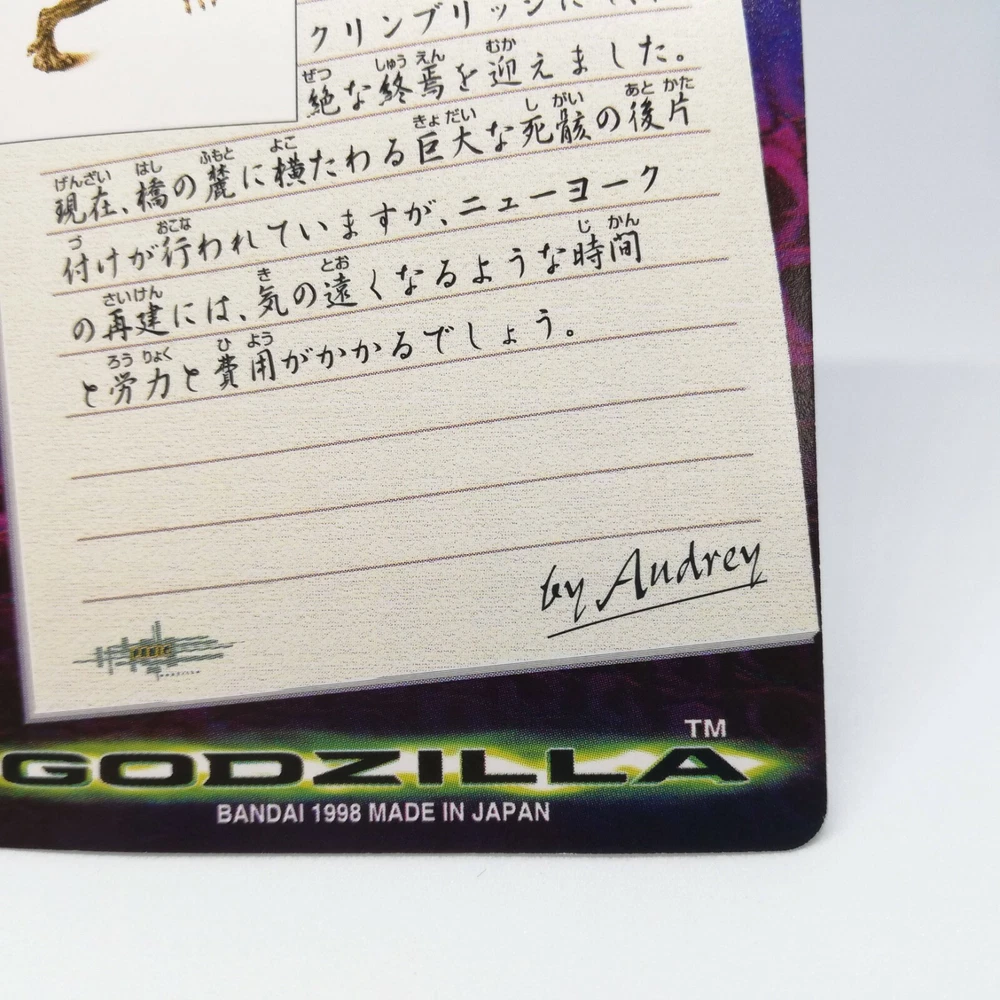 クリンブリッジに
絶な終焉を迎えました。
現在、橋の麓に横たわる巨大な死骸の後片
付けが行われていますが、ニューヨーク
の再建には、気の遠くなるような時間
と労力と費用がかかるでしょう。
by Audrey
GODZILLA TM
BANDAI 1998 MADE IN JAPAN